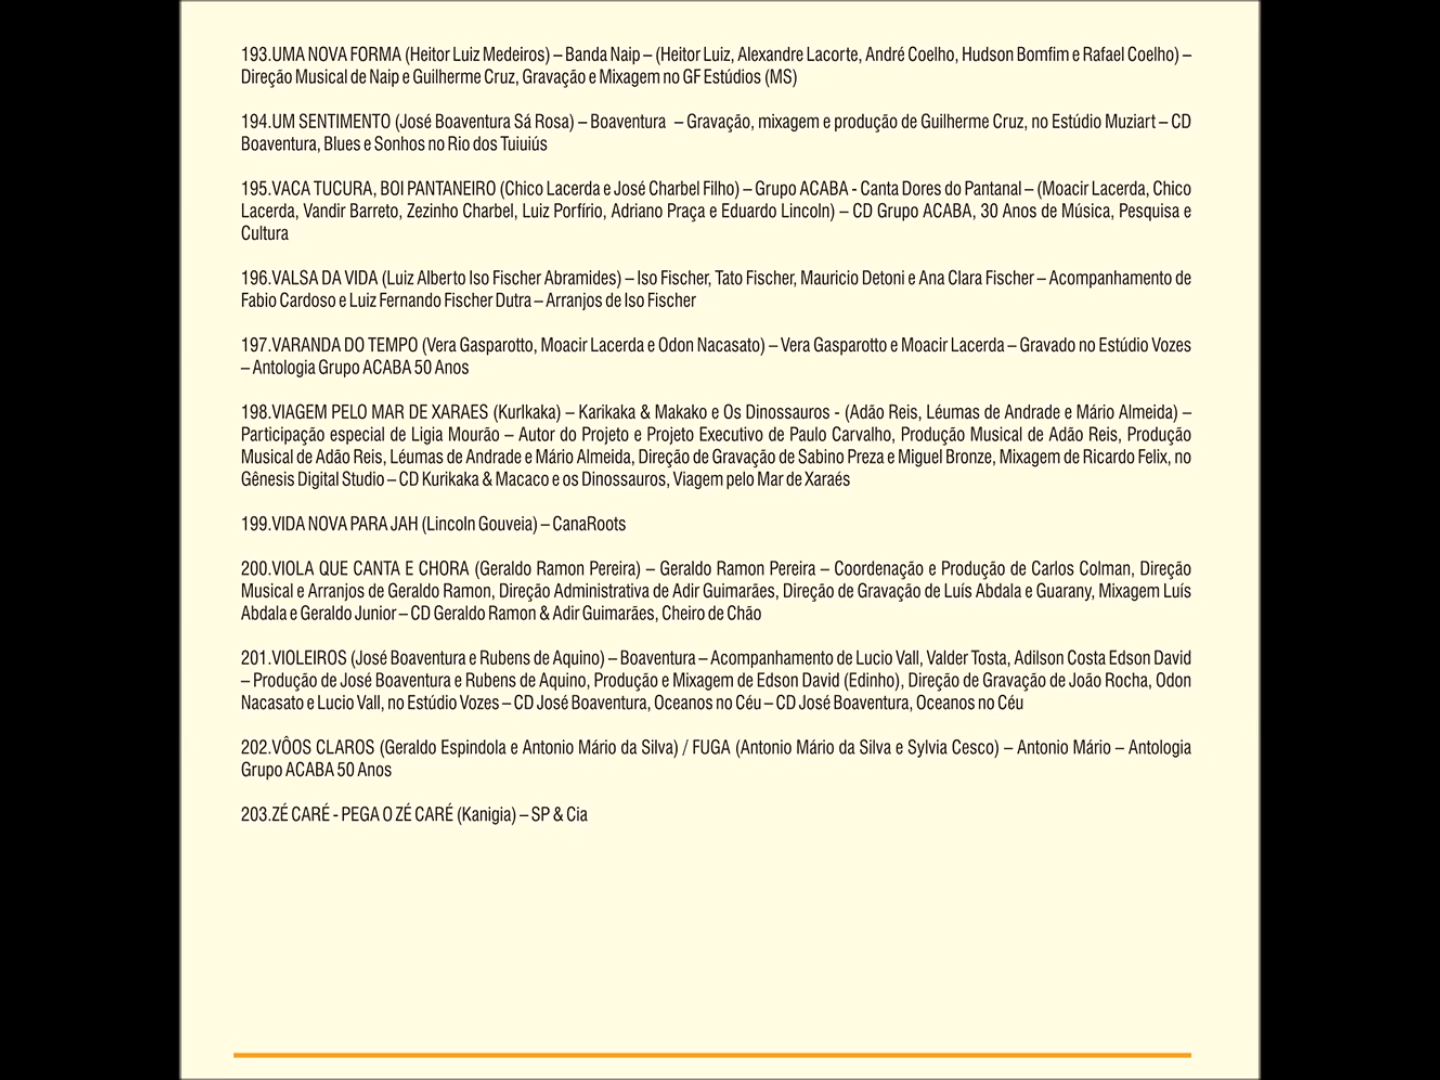 193.UMA NOVA FORMA (Heitor Luiz Medeiros) – Banda Naip – (Heitor Luiz, Alexandre Lacorte, André Coelho, Hudson Bomfim e Rafael Coelho) –
Direção Musical de Naip e Guilherme Cruz, Gravação e Mixagem no GF Estúdios (MS)
194.UM SENTIMENTO (José Boaventura Sá Rosa) – Boaventura – Gravação, mixagem e produção de Guilherme Cruz, no Estúdio Muziart – CD
Boaventura, Blues e Sonhos no Rio dos Tuiuiús
195.VACA TUCURA, BOI PANTANEIRO (Chico Lacerda e José Charbel Filho) – Grupo ACABA - Canta Dores do Pantanal – (Moacir Lacerda, Chico
Lacerda, Vandir Barreto, Zezinho Charbel, Luiz Porfírio, Adriano Praça e Eduardo Lincoln) – CD Grupo ACABA, 30 Anos de Música, Pesquisa e
Cultura
196.VALSA DA VIDA (Luiz Alberto Iso Fischer Abramides) – Iso Fischer, Tato Fischer, Mauricio Detoni e Ana Clara Fischer – Acompanhamento de
Fabio Cardoso e Luiz Fernando Fischer Dutra – Arranjos de Iso Fischer
197.VARANDA DO TEMPO (Vera Gasparotto, Moacir Lacerda e Odon Nacasato) – Vera Gasparotto e Moacir Lacerda – Gravado no Estúdio Vozes
– Antologia Grupo ACABA 50 Anos
198.VIAGEM PELO MAR DE XARAES (KurIkaka) – Karikaka & Makako e Os Dinossauros - (Adão Reis, Léumas de Andrade e Mário Almeida) –
Participação especial de Ligia Mourão – Autor do Projeto e Projeto Executivo de Paulo Carvalho, Produção Musical de Adão Reis, Produção
Musical de Adão Reis, Léumas de Andrade e Mário Almeida, Direção de Gravação de Sabino Preza e Miguel Bronze, Mixagem de Ricardo Felix, no
Gênesis Digital Studio – CD Kurikaka & Macaco e os Dinossauros, Viagem pelo Mar de Xaraés
199.VIDA NOVA PARA JAH (Lincoln Gouveia) – CanaRoots
200.VIOLA QUE CANTA E CHORA (Geraldo Ramon Pereira) – Geraldo Ramon Pereira – Coordenação e Produção de Carlos Colman, Direção
Musical e Arranjos de Geraldo Ramon, Direção Administrativa de Adir Guimarães, Direção de Gravação de Luís Abdala e Guarany, Mixagem Luís
Abdala e Geraldo Junior – CD Geraldo Ramon & Adir Guimarães, Cheiro de Chão
201.VIOLEIROS (José Boaventura e Rubens de Aquino) – Boaventura – Acompanhamento de Lucio Vall, Valder Tosta, Adilson Costa Edson David
– Produção de José Boaventura e Rubens de Aquino, Produção e Mixagem de Edson David (Edinho), Direção de Gravação de João Rocha, Odon
Nacasato e Lucio Vall, no Estúdio Vozes – CD José Boaventura, Oceanos no Céu – CD José Boaventura, Oceanos no Céu
202.VÔOS CLAROS (Geraldo Espindola e Antonio Mário da Silva) / FUGA (Antonio Mário da Silva e Sylvia Cesco) – Antonio Mário – Antologia
Grupo ACABA 50 Anos
203.ZÉ CARÉ - PEGA O ZÉ CARÉ (Kanigia) – SP & Cia